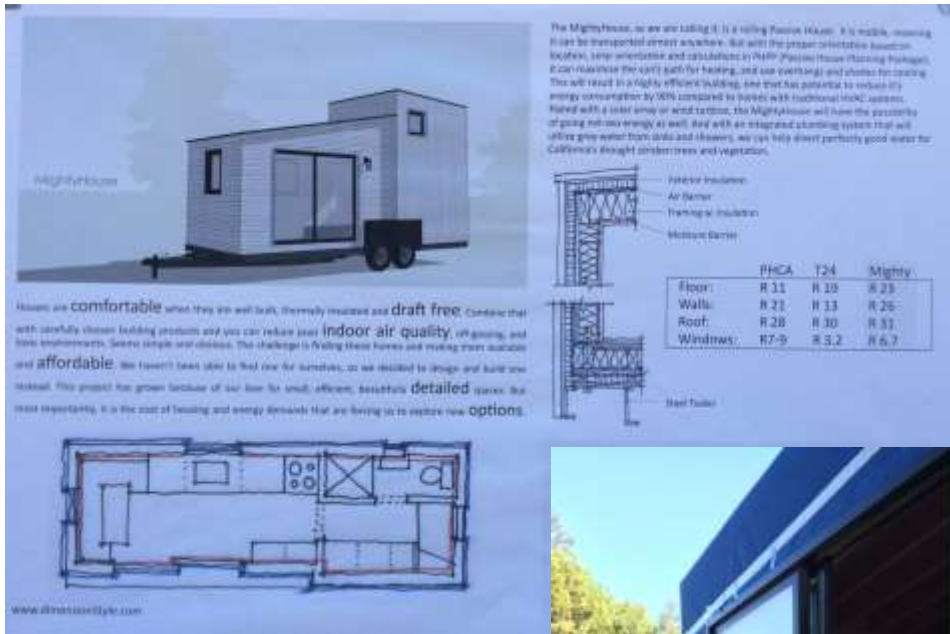 The MightyHouse, as we are calling it, is a rolling Passive House. It is mobile, meaning
it can be transported almost anywhere. But with the proper orientation based on
location, solar orientation and calculations in PHPP (Passive House Planning Package),
it can maximize the sun's path for heating, and use overhangs and shades for cooling.
This will result in a highly efficient building, one that has potential to reduce it's
energy consumption by 90% compared to homes with traditional HVAC systems.
Paired with a solar array or wind turbine, the MightyHouse will have the possibility
of going net-zero energy as well. And with an integrated plumbing system that will
utilize grey water from sinks and showers, we can help divert perfectly good water for
California's drought stricken trees and vegetation.
MightyHouse
Exterior Insulation
Air Barrier
Framing w. Insulation
Moisture Barrier
PHCA T24 Mighty
Floor: R 11 R 19 R 23
Walls: R 21 R 13 R 26
Roof: R 28 R 30 R 31
Windows: R7-9 R 3.2 R 6.7
Steel Trailer
Houses are comfortable when they are well built, thermally insulated and draft free. Combine that
with carefully chosen building products and you can reduce poor indoor air quality, off-gassing, and
toxic environments. Seems simple and obvious. The challenge is finding these homes and making them available
and affordable. We haven't been able to find one for ourselves, so we decided to design and build one
instead. This project has grown because of our love for small, efficient, beautifully detailed spaces. But
most importantly, it is the cost of housing and energy demands that are forcing us to explore new options.
www.dimensionStyle.com